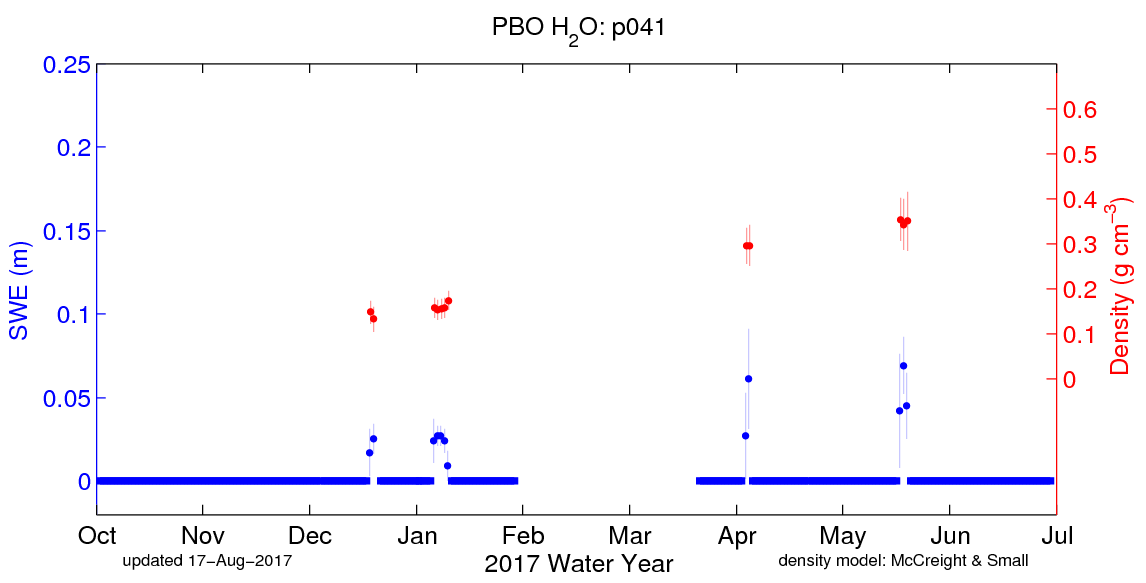 PBO H2O: p041
0.25
0.2
0.15
0.1
0.05
0
SWE (m)
0.6
0.5
0.4
0.3
0.2
0.1
0
Density (g cm−3)
Oct Nov Dec Jan Feb Mar Apr May Jun Jul
updated 17−Aug−2017
2017 Water Year
density model: McCreight & Small